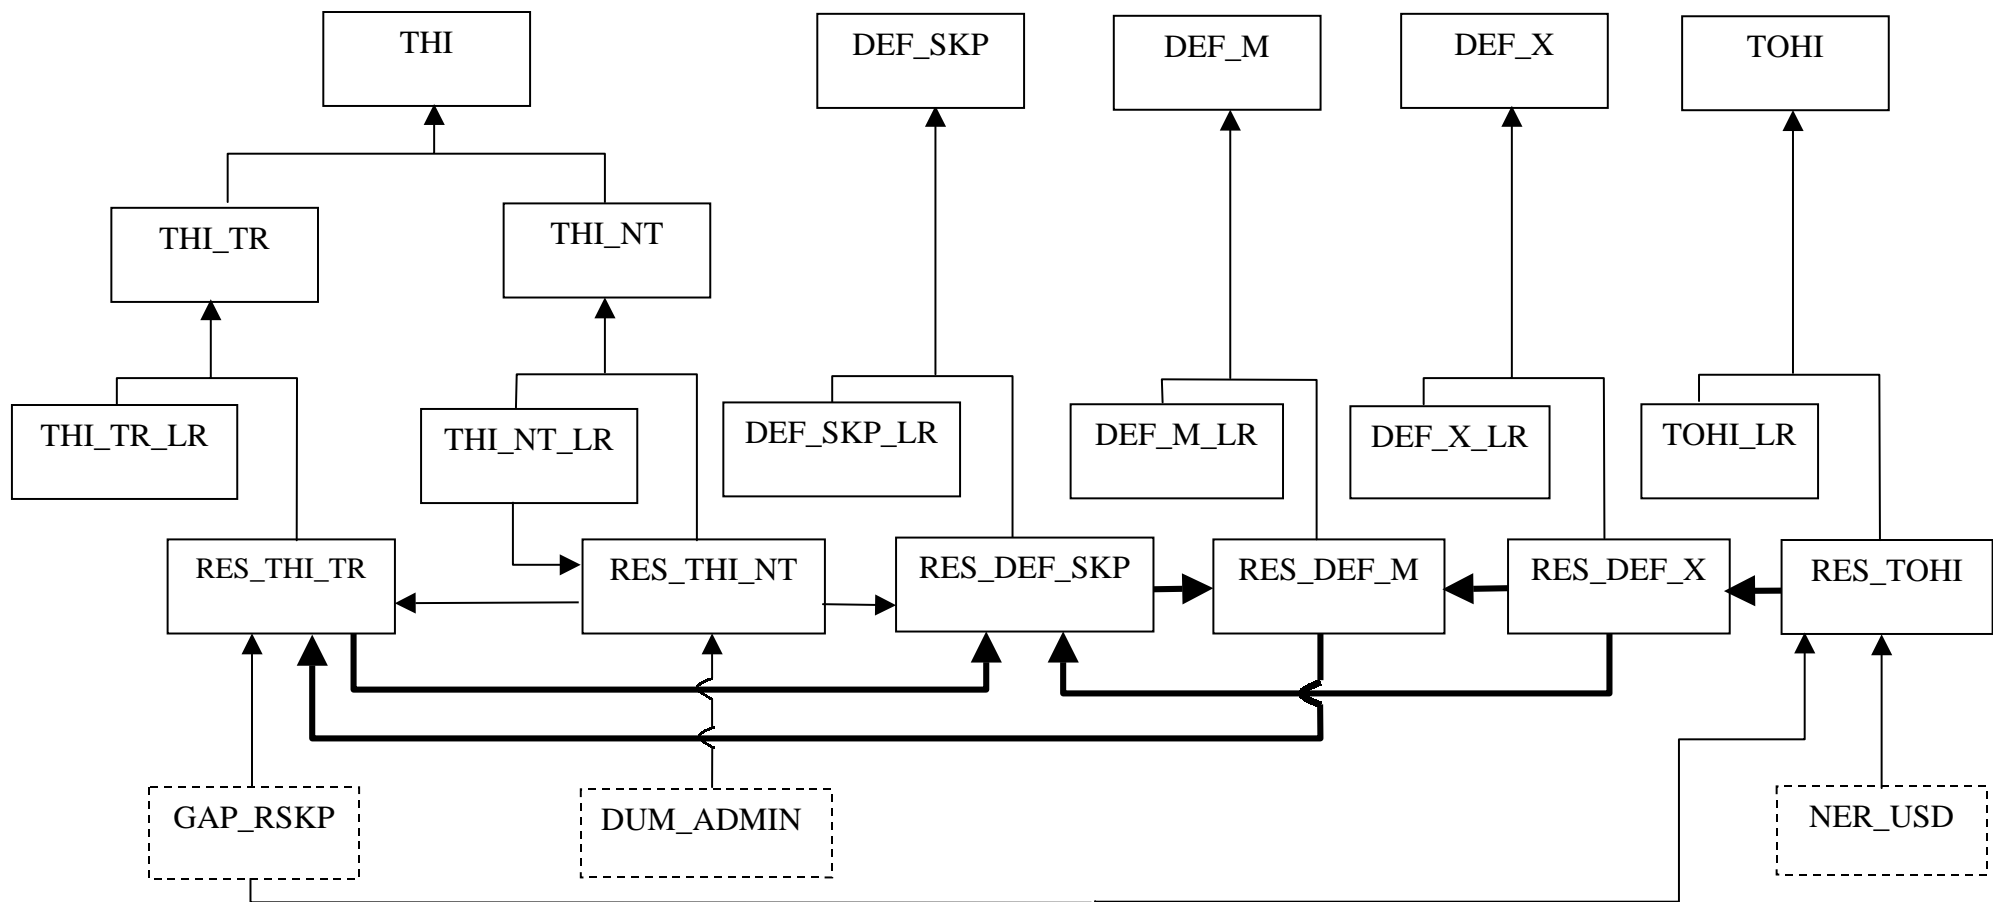 THI
DEF_SKP
DEF_M
DEF_X
TOHI
THI_TR
THI_NT
THI_TR_LR
THI_NT_LR
DEF_SKP_LR
DEF_M_LR
DEF_X_LR
TOHI_LR
RES_THI_TR
RES_THI_NT
RES_DEF_SKP
RES_DEF_M
RES_DEF_X
RES_TOHI
GAP_RSKP
DUM_ADMIN
NER_USD